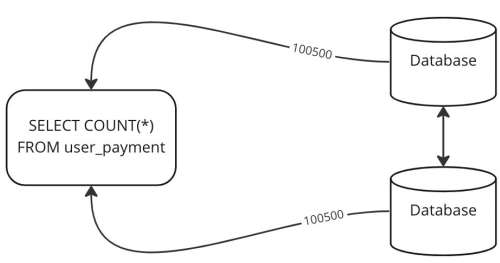 100500
Database
SELECT COUNT(*)
FROM user_payment
100500
Database